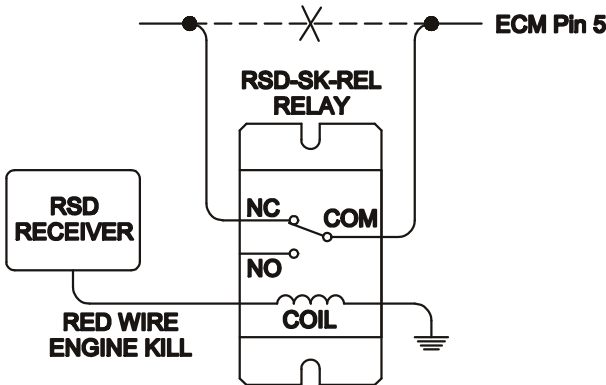 ECM Pin 5
RSD-SK-REL
RELAY
RSD
RECEIVER
NC
COM
NO
COIL
RED WIRE
ENGINE KILL